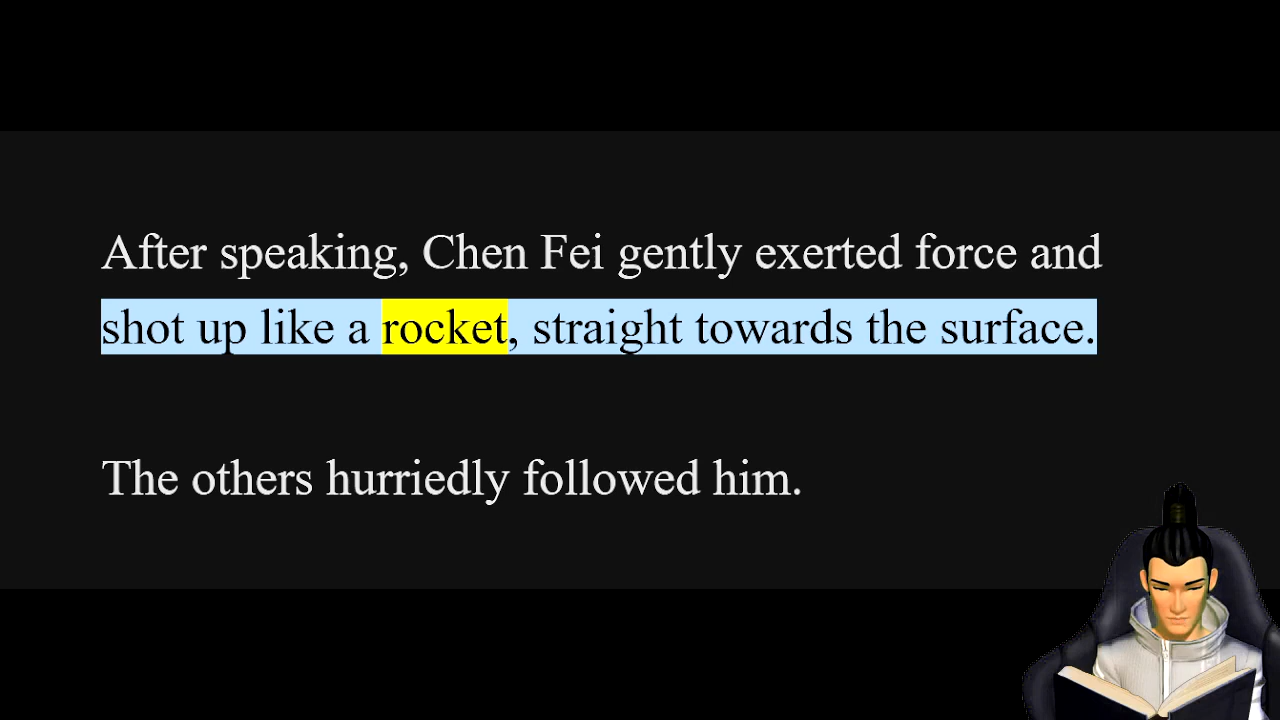 After speaking, Chen Fei gently exerted force and
shot up like a rocket, straight towards the surface.
The others hurriedly followed him.